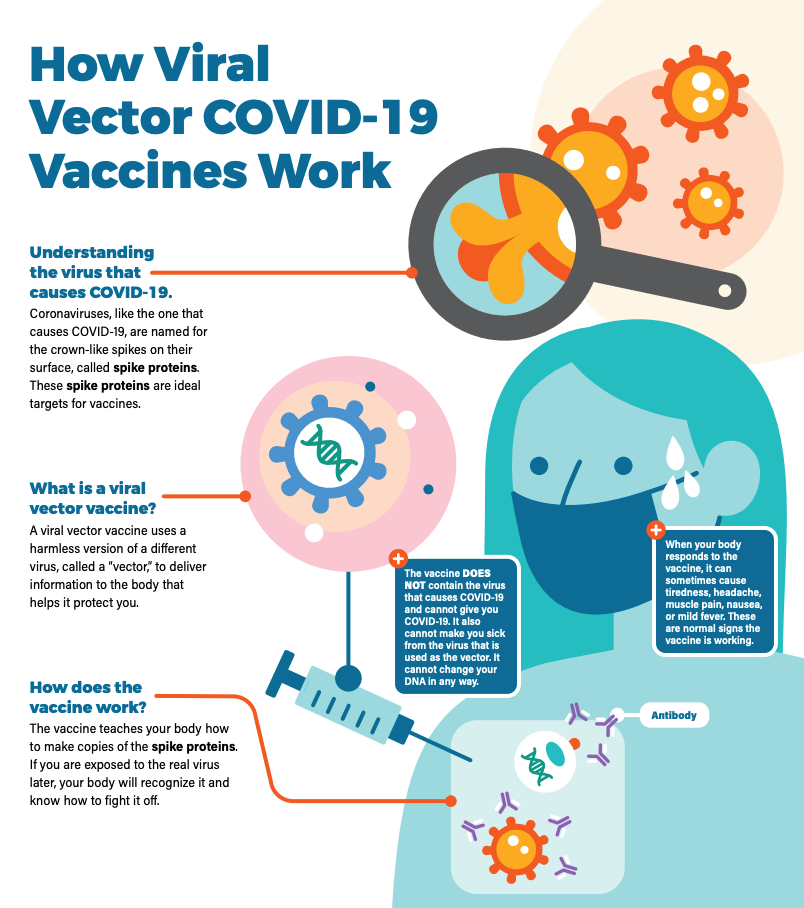 How Viral
Vector COVID-19
Vaccines Work
Understanding
the virus that
causes COVID-19.
Coronaviruses, like the one that
causes COVID-19, are named for
the crown-like spikes on their
surface, called spike proteins.
These spike proteins are ideal
targets for vaccines.
What is a viral
vector vaccine?
A viral vector vaccine uses a
harmless version of a different
virus, called a “vector,” to deliver
information to the body that
helps it protect you.
The vaccine DOES
NOT contain the virus
that causes COVID-19
and cannot give you
COVID-19. It also
cannot make you sick
from the virus that is
used as the vector. It
cannot change your
DNA in any way.
When your body
responds to the
vaccine, it can
sometimes cause
tiredness, headache,
muscle pain, nausea,
or mild fever. These
are normal signs the
vaccine is working.
How does the
vaccine work?
The vaccine teaches your body how
to make copies of the spike proteins.
If you are exposed to the real virus
later, your body will recognize it and
know how to fight it off.
Antibody